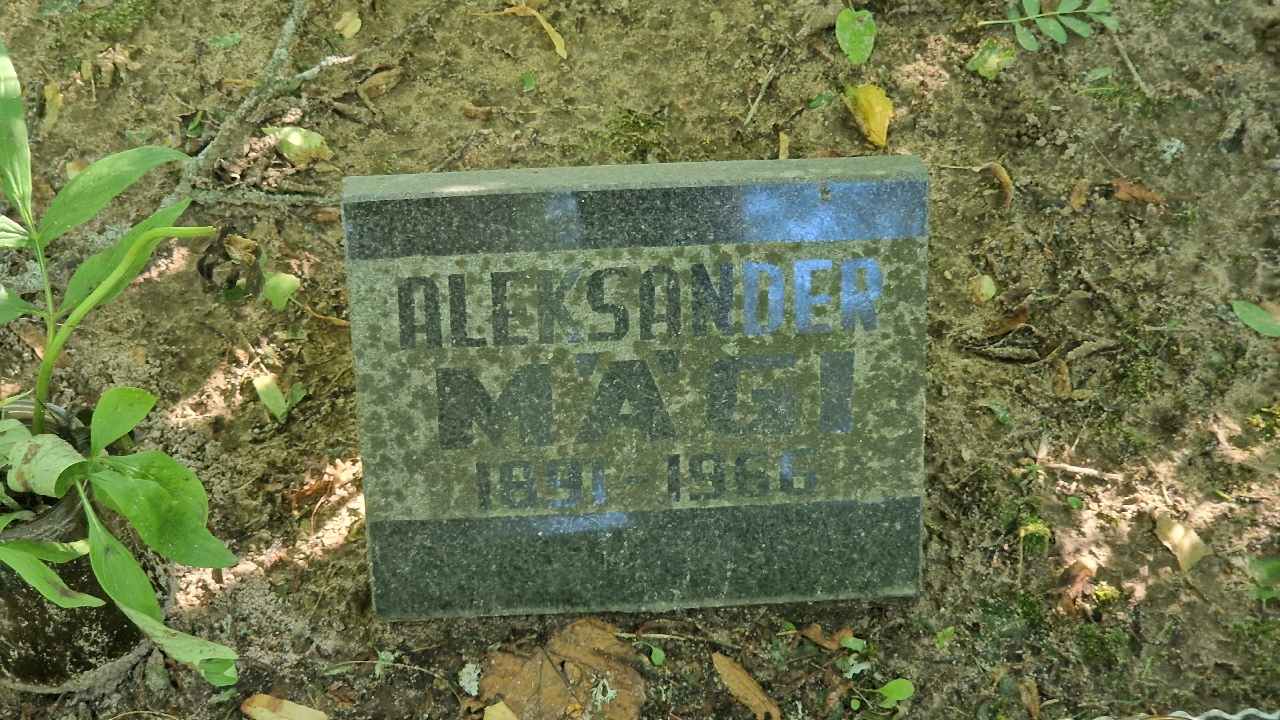 ALEKSANDER
MÄGI
1891 - 1966